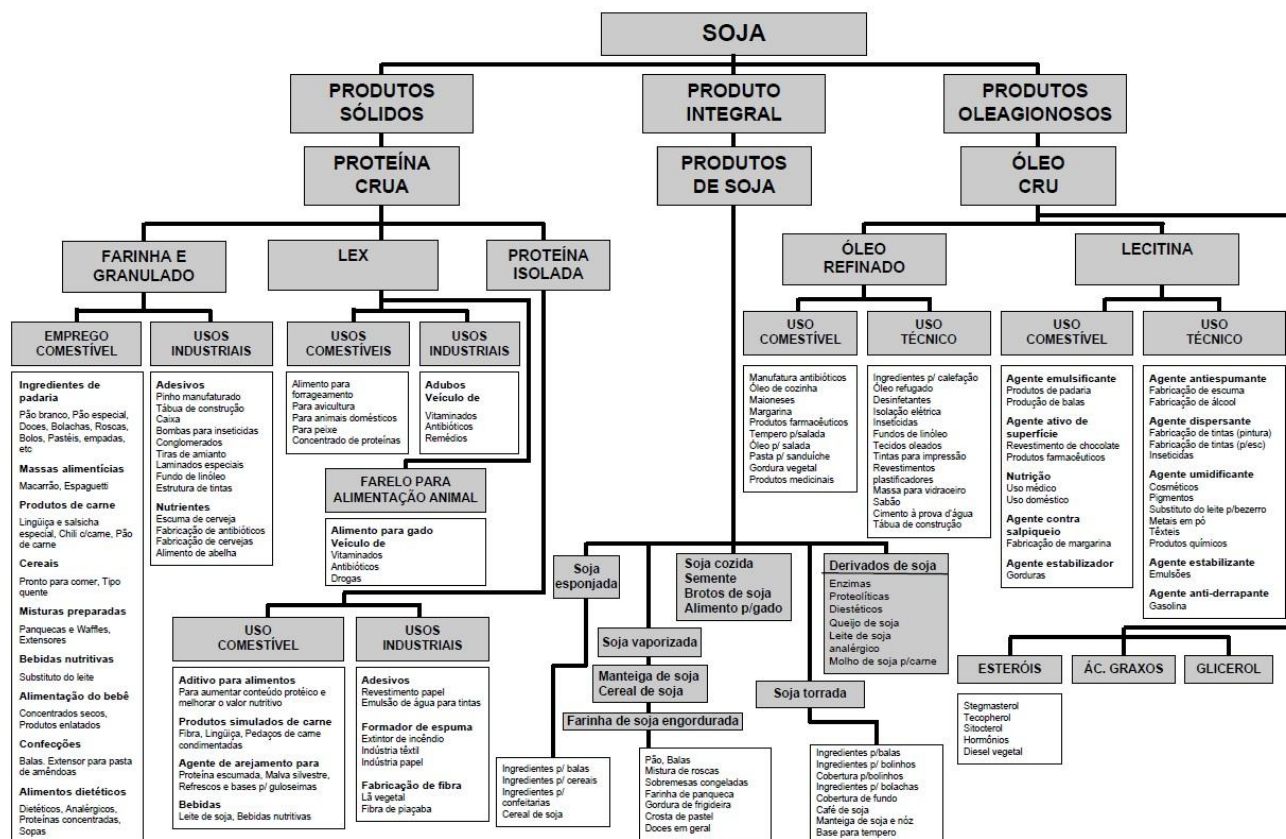 SOJA
PRODUTOS
SÓLIDOS
PRODUTO
INTEGRAL
PRODUTOS
OLEAGIONOSOS
PROTEÍNA
CRUA
PRODUTOS
DE SOJA
ÓLEO
CRU
FARINHA E
GRANULADO
LEX
PROTEÍNA
ISOLADA
ÓLEO
REFINADO
LECITINA
EMPREGO
COMESTÍVEL
Ingredientes de
padaria
Pão branco, Pão especial,
Doces, Bolachas, Roscas,
Bolos, Pastéis, empadas,
etc
Massas alimentícias
Macarrão, Espaguetti
Produtos de carne
Lingüiça e salsicha
especial, Chili c/carne, Pão
de carne
Cereais
Pronto para comer, Tipo
quente
Misturas preparadas
Panquecas e Waffles,
Extensores
Bebidas nutritivas
Substituto do leite
Alimentação do bebê
Concentrados secos,
Produtos enlatados
Confecções
Balas. Extensor para pasta
de amêndoas
Alimentos dietéticos
Dietéticos, Analérgicos,
Proteínas concentradas,
Sopas
USOS
INDUSTRIAIS
Adesivos
Pinho manufaturado
Tábua de construção
Caixa
Bombas para inseticidas
Conglomerados
Tiras de amianto
Laminados especiais
Fundo de linóleo
Estrutura de tintas
Nutrientes
Escuma de cerveja
Fabricação de antibióticos
Fabricação de cervejas
Alimento de abelha
USOS
COMESTÍVEIS
Alimento para
forrageamento
Para avicultura
Para animais domésticos
Para peixe
Concentrado de proteínas
USOS
INDUSTRIAIS
Adubos
Veículo de
Vitaminados
Antibióticos
Remédios
FARELO PARA
ALIMENTAÇÃO ANIMAL
Alimento para gado
Veículo de
Vitaminados
Antibióticos
Drogas
USO
COMESTÍVEL
Aditivo para alimentos
Para aumentar conteúdo protéico e
melhorar o valor nutritivo
Produtos simulados de carne
Fibra, Lingüiça, Pedaços de carne
condimentadas
Agente de arejamento para
Proteína escumada, Malva silvestre,
Refrescos e bases p/ guloseimas
Bebidas
Leite de soja, Bebidas nutritivas
USOS
INDUSTRIAIS
Adesivos
Revestimento papel
Emulsão de água para tintas
Formador de espuma
Extintor de incêndio
Indústria têxtil
Indústria papel
Fabricação de fibra
Lã vegetal
Fibra de piaçaba
Soja
esponjada
Ingredientes p/ balas
Ingredientes p/ cereais
Ingredientes p/
confeitarias
Cereal de soja
Soja vaporizada
Manteiga de soja
Cereal de soja
Farinha de soja engordurada
Pão, Balas
Mistura de roscas
Sobremesas congeladas
Farinha de panqueca
Gordura de frigideira
Crosta de pastel
Doces em geral
Soja cozida
Semente
Brotos de soja
Alimento p/gado
Soja torrada
Ingredientes p/balas
Ingredientes p/bolinhos
Cobertura p/bolinhos
Ingredientes p/bolachas
Cobertura de fundo
Café de soja
Manteiga de soja e nóz
Base para tempero
Derivados de soja
Enzimas
Proteolíticas
Diestéticos
Queijo de soja
Leite de soja
analérgico
Molho de soja p/carne
USO
COMESTÍVEL
Manufatura antibióticos
Óleo de cozinha
Maioneses
Margarina
Produtos farmacêuticos
Tempero p/salada
Óleo p/ salada
Pasta p/ sanduíche
Gordura vegetal
Produtos medicinais
USO
TÉCNICO
Ingredientes p/ calefação
Óleo refugado
Desinfetantes
Isolação elétrica
Inseticidas
Fundos de linóleo
Tecidos oleados
Tintas para impressão
Revestimentos
plastificadores
Massa para vidraceiro
Sabão
Cimento à prova d'água
Tábua de construção
USO
COMESTÍVEL
Agente emulsificante
Produtos de padaria
Produção de balas
Agente ativo de
superfície
Revestimento de chocolate
Produtos farmacêuticos
Nutrição
Uso médico
Uso doméstico
Agente contra
salpiqueio
Fabricação de margarina
Agente estabilizador
Gorduras
USO
TÉCNICO
Agente antiespumante
Fabricação de escuma
Fabricação de álcool
Agente dispersante
Fabricação de tintas (pintura)
Fabricação de tintas (p/esc)
Inseticidas
Agente umidificante
Cosméticos
Pigmentos
Substituto do leite p/bezerro
Metais em pó
Têxteis
Produtos químicos
Agente estabilizante
Emulsões
Agente anti-derrapante
Gasolina
ESTERÓIS
Stegmasterol
Tecopherol
Sitocterol
Hormônios
Diesel vegetal
ÁC. GRAXOS
GLICEROL